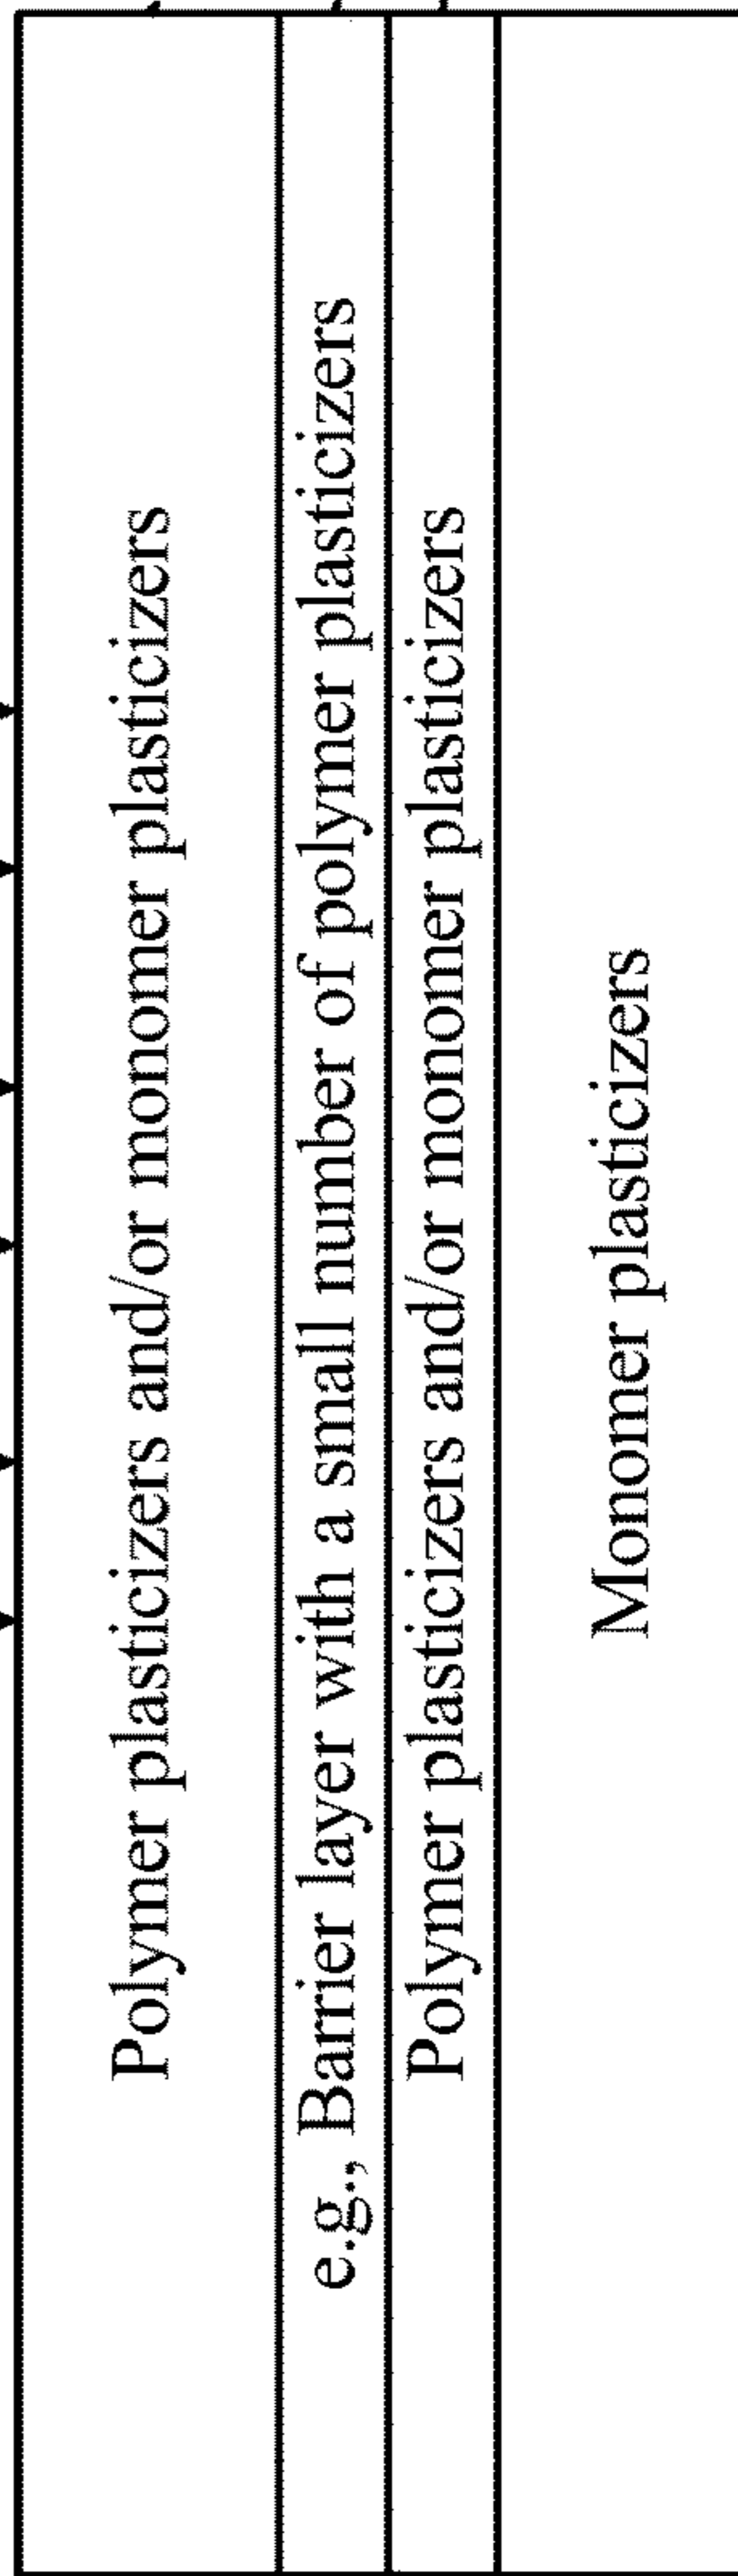 Polymer plasticizers and/or monomer plasticizers
e.g., Barrier layer with a small number of polymer plasticizers
Polymer plasticizers and/or monomer plasticizers
Monomer plasticizers